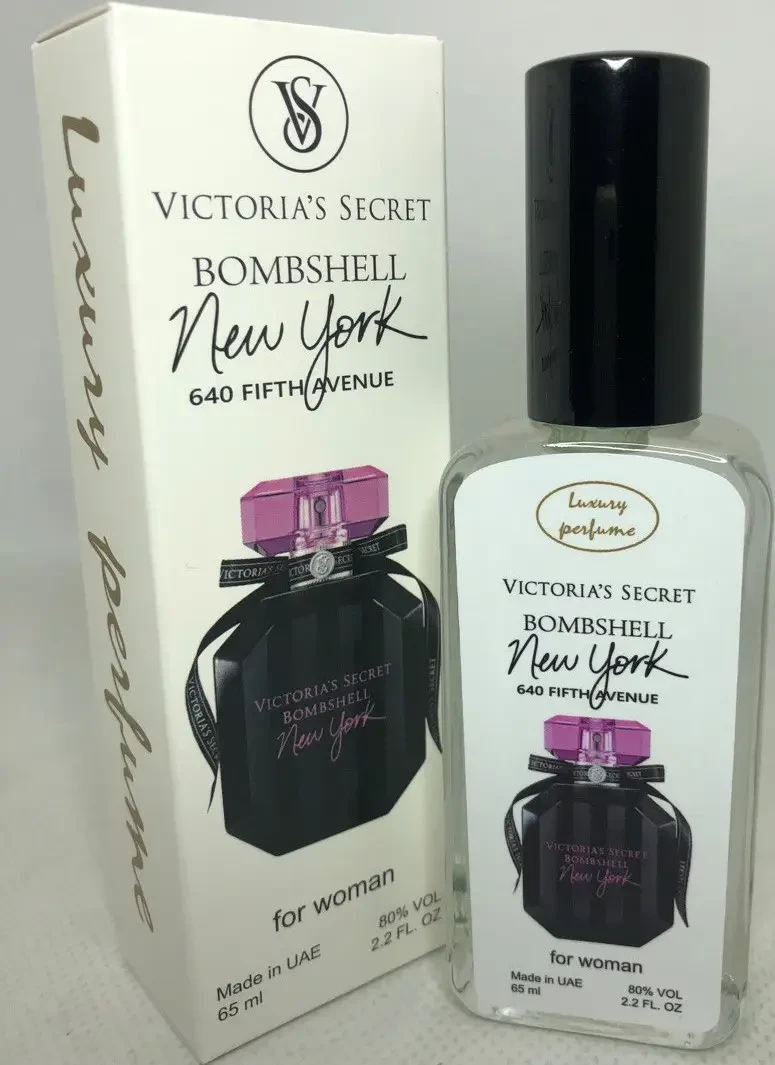 Luxury perfume
VS
VICTORIA'S SECRET
BOMBSHELL
New York
640 FIFTH AVENUE
VICTORIA'S SECRET
BOMBSHELL
New York
for woman
Made in UAE
65 ml
80% VOL
2.2 FL. OZ
Luxury
perfume
VICTORIA'S SECRET
BOMBSHELL
New York
640 FIFTH AVENUE
VICTORIA'S SECRET
BOMBSHELL
New York
for woman
Made in UAE
65 ml
80% VOL
2.2 FL. OZ